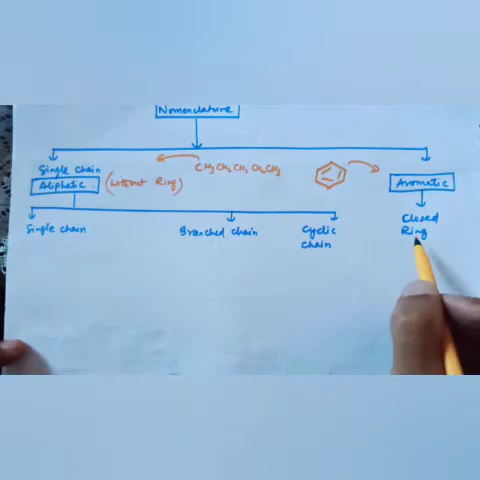 Nomenclature
Single chain
Aliphatic.
(without Ring)
CH3 CH2 CH2 CH2 CH3
Aromatic
Closed
Ring
Single chain
Branched chain
Cyclic
chain